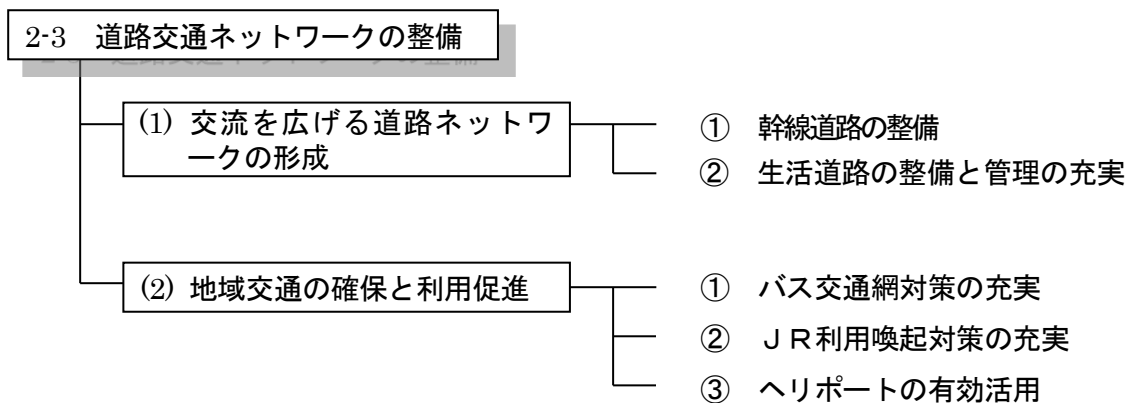 2-3 道路交通ネットワークの整備
(1) 交流を広げる道路ネットワ
ークの形成
① 幹線道路の整備
② 生活道路の整備と管理の充実
(2) 地域交通の確保と利用促進
① バス交通網対策の充実
② ＪＲ利用喚起対策の充実
③ ヘリポートの有効活用